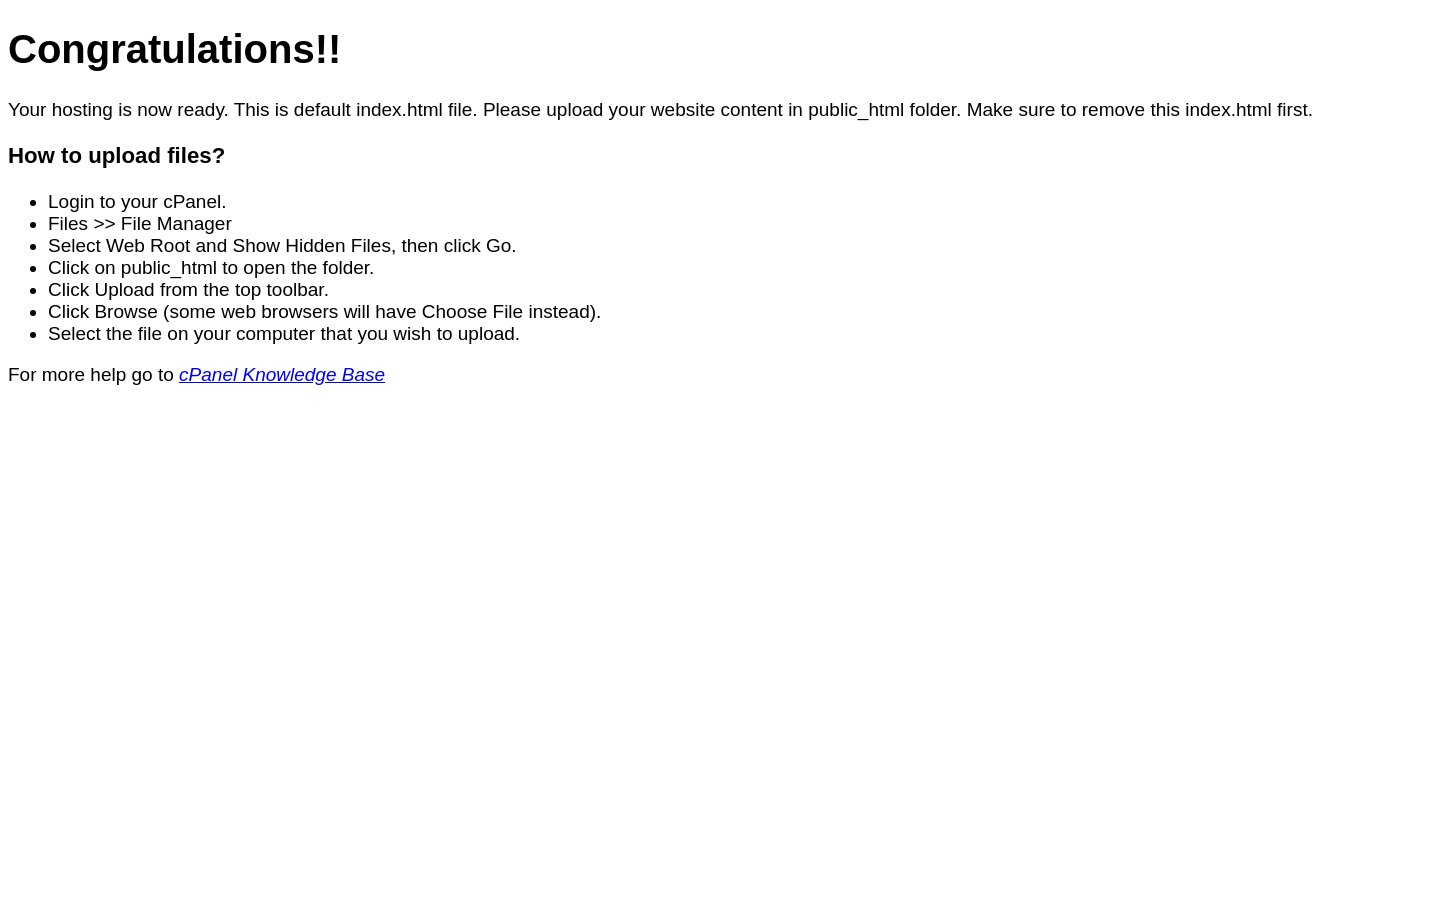 Congratulations!!
Your hosting is now ready. This is default index.html file. Please upload your website content in public_html folder. Make sure to remove this index.html first.
How to upload files?
Login to your cPanel.
Files >> File Manager
Select Web Root and Show Hidden Files, then click Go.
Click on public_html to open the folder.
Click Upload from the top toolbar.
Click Browse (some web browsers will have Choose File instead).
Select the file on your computer that you wish to upload.
For more help go to cPanel Knowledge Base